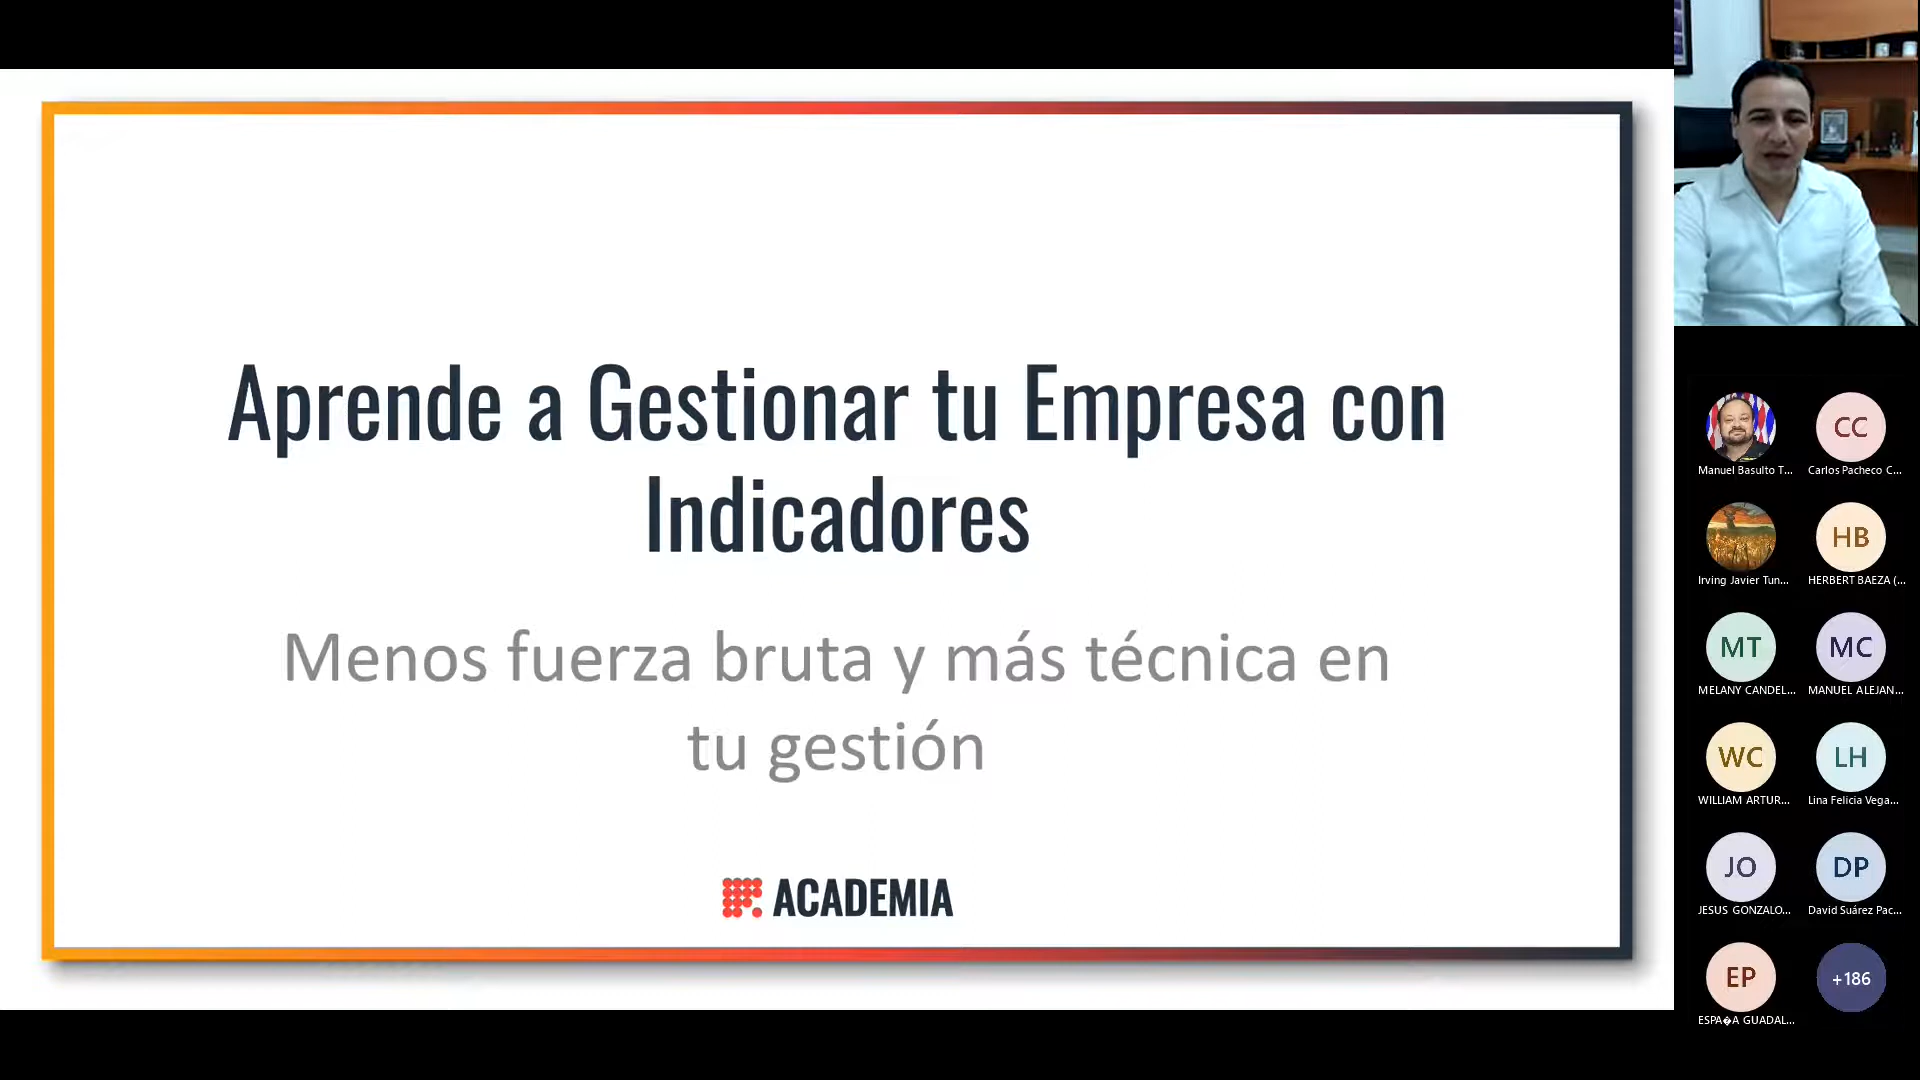 Aprende a Gestionar tu Empresa con
Indicadores
Menos fuerza bruta y más técnica en
tu gestión
ACADEMIA
Manuel Basulto T...
CC
Carlos Pacheco C...
Irving Javier Tun...
HB
HERBERT BAEZA (...
MT
MELANY CANDEL...
MC
MANUEL ALEJAN...
WC
WILLIAM ARTUR...
LH
Lina Felicia Vega...
JO
JESUS GONZALO...
DP
David Suárez Pac...
EP
ESPA�A GUADAL...
+186